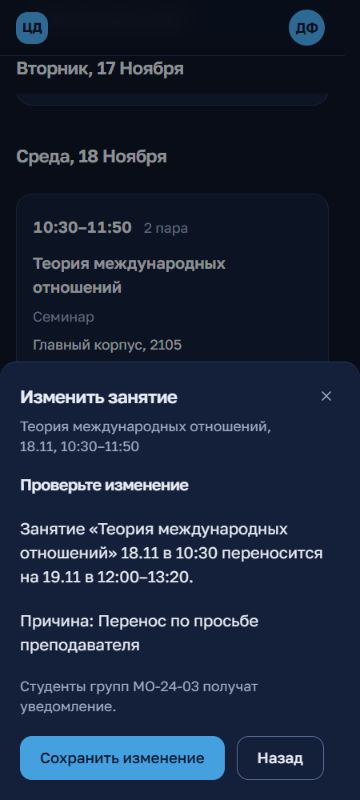 ЦД
ДФ
Вторник, 17 Ноября
Среда, 18 Ноября
10:30–11:50 2 пара
Теория международных
отношений
Семинар
Главный корпус, 2105
Изменить занятие
Теория международных отношений,
18.11, 10:30–11:50
Проверьте изменение
Занятие «Теория международных
отношений» 18.11 в 10:30 переносится
на 19.11 в 12:00–13:20.
Причина: Перенос по просьбе
преподавателя
Студенты групп МО-24-03 получат
уведомление.
Сохранить изменение
Назад